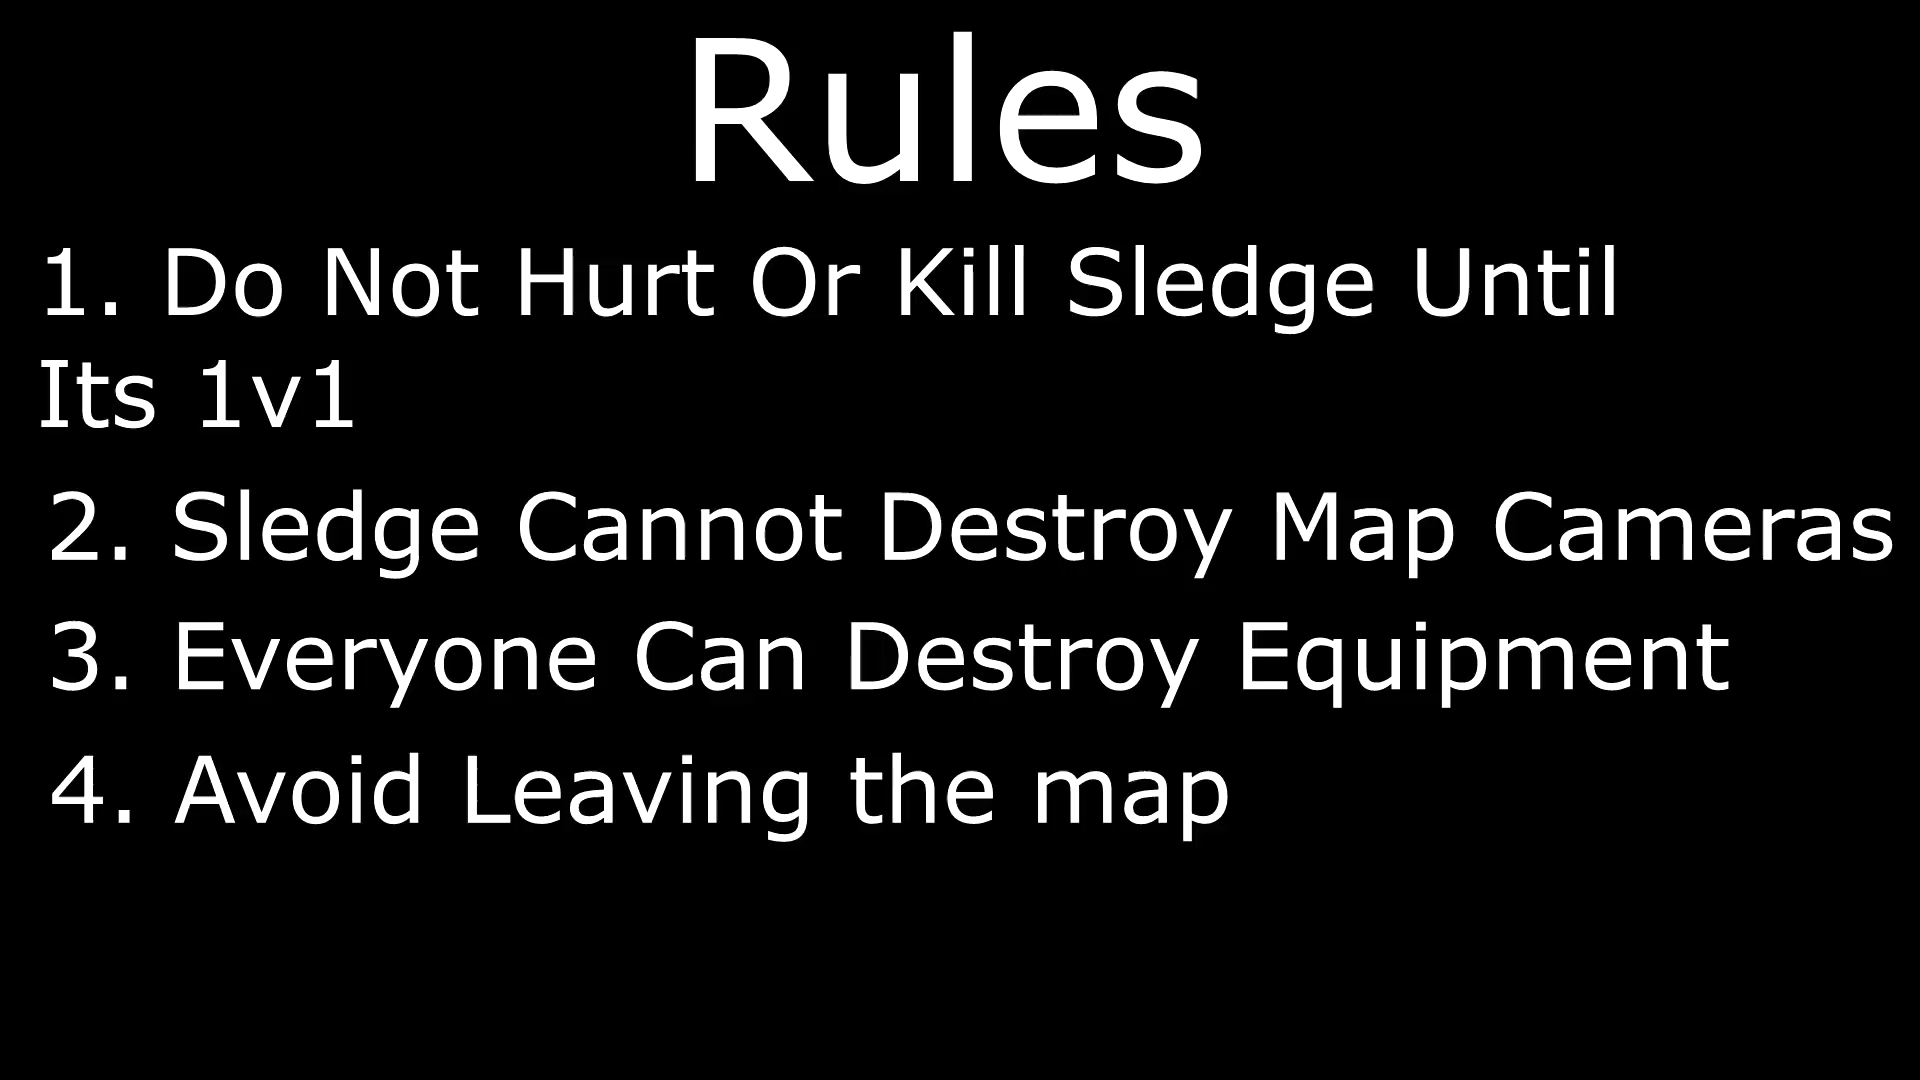 Rules
1. Do Not Hurt Or Kill Sledge Until
Its 1v1
2. Sledge Cannot Destroy Map Cameras
3. Everyone Can Destroy Equipment
4. Avoid Leaving the map